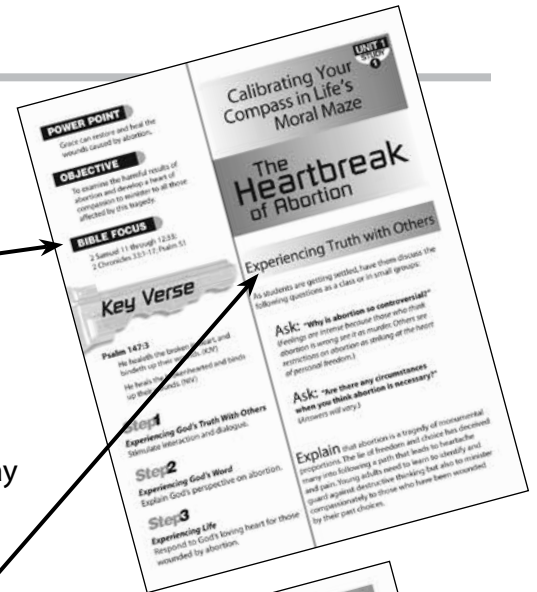 POWER POINT
Grace can restore and heal the
wounds caused by abortion.
OBJECTIVE
To examine the harmful results of
abortion and develop a heart of
compassion to minister to all those
affected by this tragedy.
BIBLE FOCUS
2 Samuel 11 through 12:33;
2 Chronicles 33:1-17; Psalm 51
Key Verse
Psalm 147:3
He healeth the broken in heart, and
bindeth up their wounds. (KJV)
He heals the brokenhearted and binds
up their wounds. (NIV)
Step1
Experiencing God's Truth With Others
Stimulate interaction and dialogue.
Step2
Experiencing God's Word
Explain God's perspective on abortion.
Step3
Experiencing Life
Respond to God's loving heart for those
wounded by abortion.
UNIT 1
STUDY
1
Calibrating Your
Compass in Life's
Moral Maze
The
Heartbreak
of Abortion
Experiencing Truth with Others
As students are getting settled, have them discuss the
following questions as a class or in small groups:
Ask: "Why is abortion so controversial?"
(Feelings are intense because those who think
abortion is wrong see it as murder. Others see
restrictions on abortion as striking at the heart
of personal freedom.)
Ask: "Are there any circumstances
when you think abortion is necessary?"
(Answers will vary.)
Explain that abortion is a tragedy of monumental
proportions. The lie of freedom and choice has deceived
many into following a path that leads to heartache
and pain. Young adults need to learn to identify and
guard against destructive thinking but also to minister
compassionately to those who have been wounded
by their past choices.